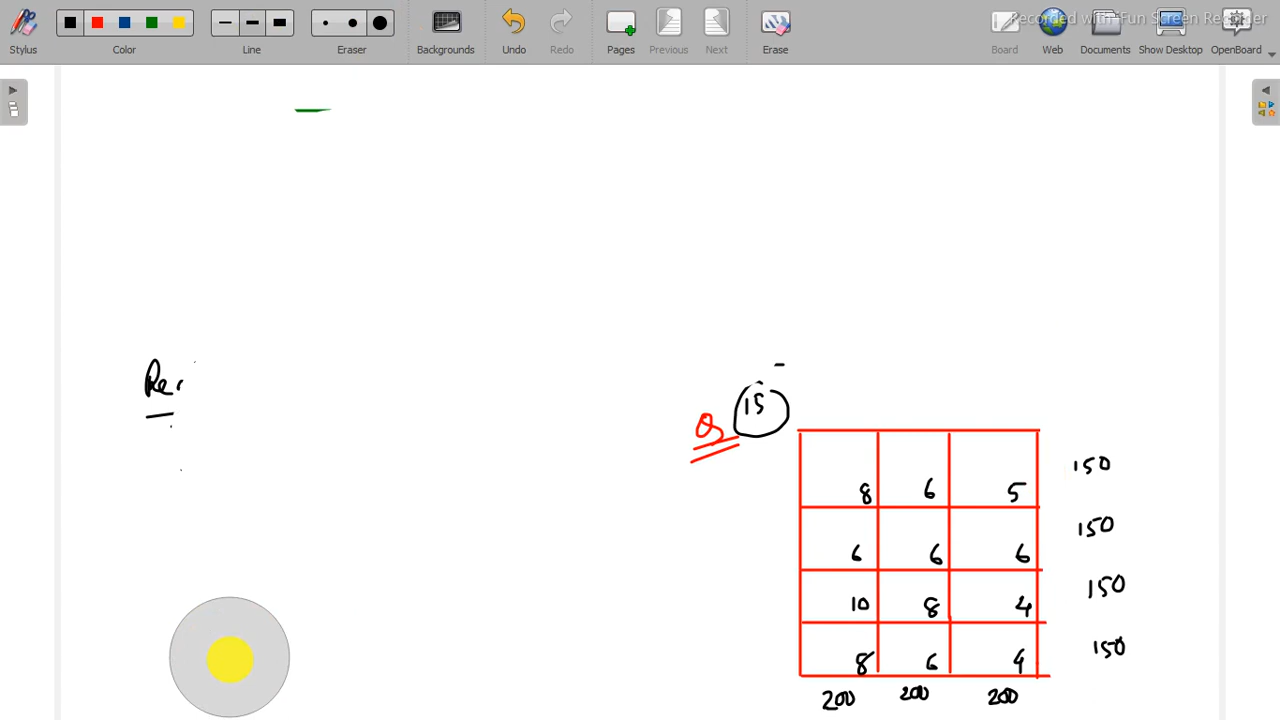 Recorded with iFun Screen Recorder
Stylus Color Line Eraser Backgrounds Undo Redo Pages Previous Next Erase Board Web Documents Show Desktop OpenBoard
15
Q
8 6 5 150
6 6 6 150
10 8 4 150
8 6 4 150
200 200 200